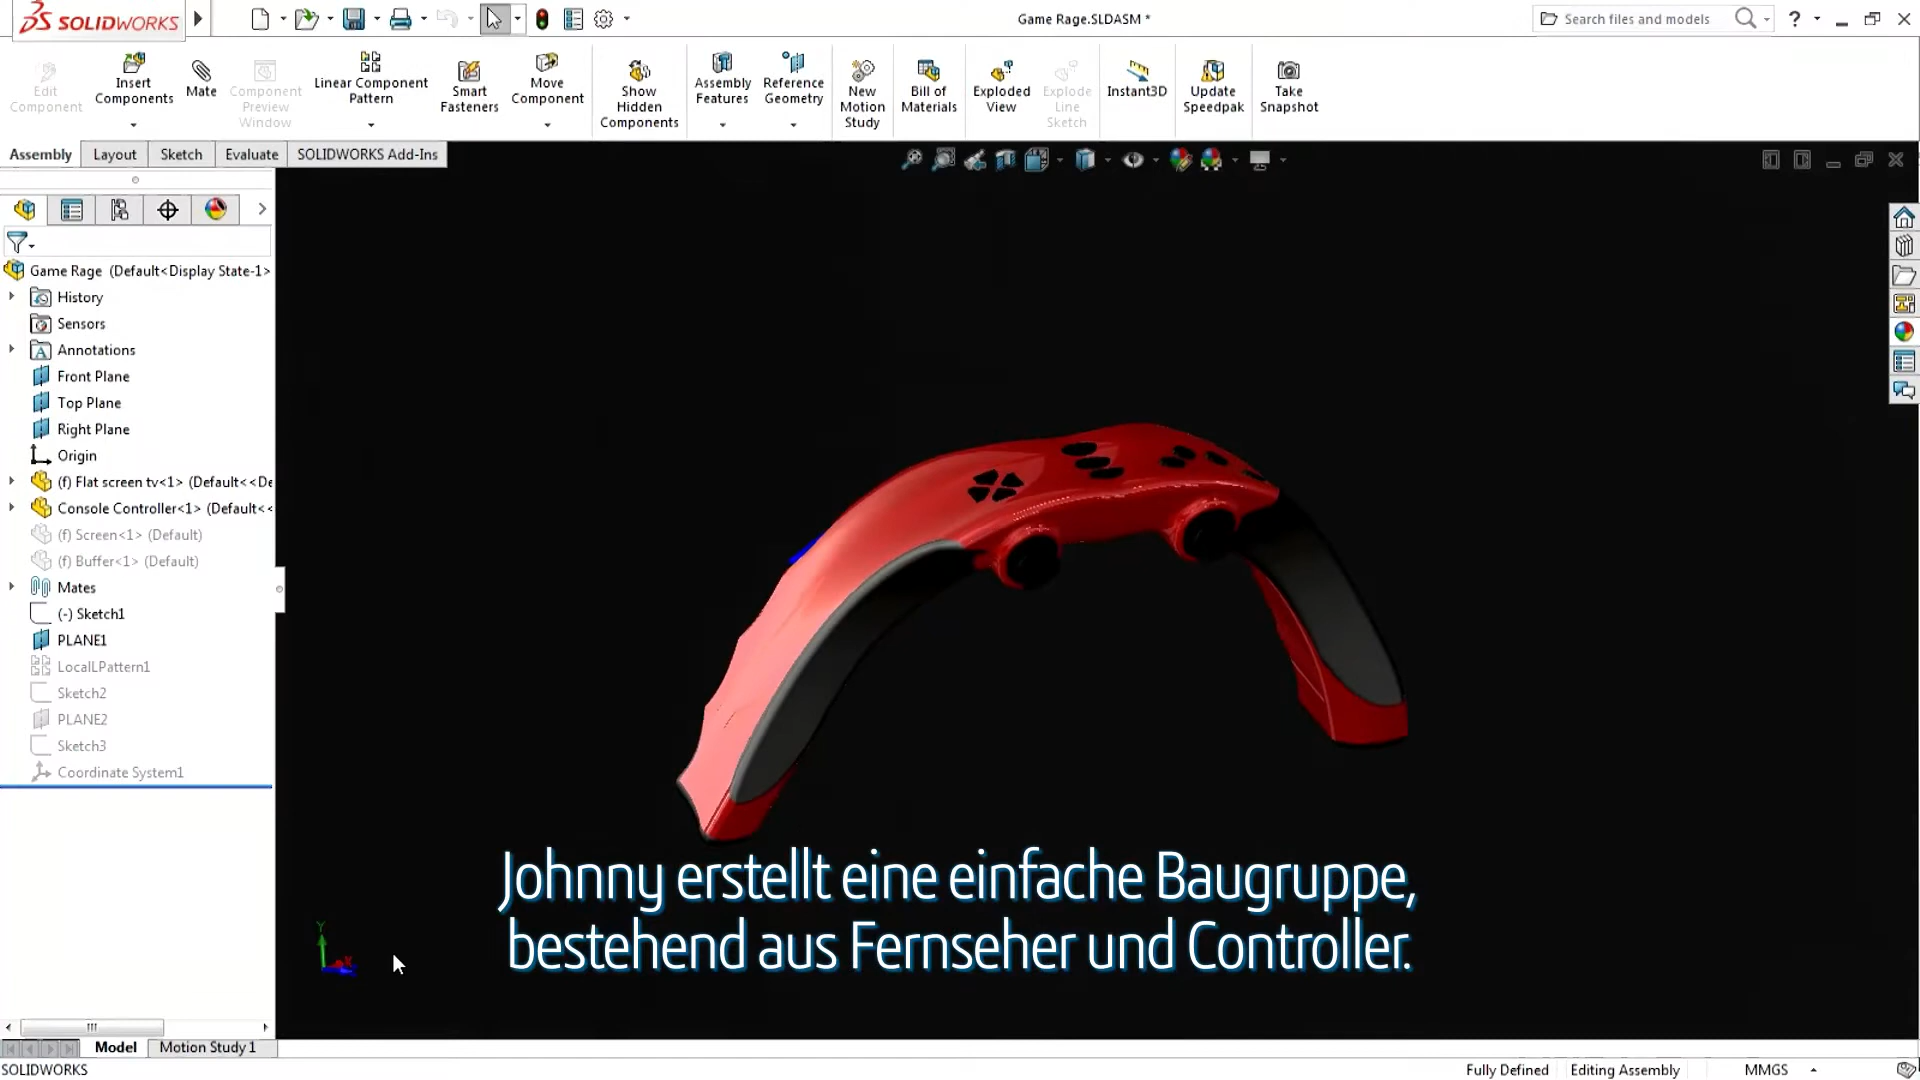 SOLIDWORKS
Game Rage.SLDASM *
Search files and models
?
Edit
Component
Insert
Components
Mate
Component
Preview
Window
Linear Component
Pattern
Smart
Fasteners
Move
Component
Show
Hidden
Components
Assembly
Features
Reference
Geometry
New
Motion
Study
Bill of
Materials
Exploded
View
Explode
Line
Sketch
Instant3D
Update
Speedpak
Take
Snapshot
Assembly
Layout
Sketch
Evaluate
SOLIDWORKS Add-Ins
Game Rage (Default<Display State-1>
History
Sensors
Annotations
Front Plane
Top Plane
Right Plane
Origin
(f) Flat screen tv<1> (Default<<De
Console Controller<1> (Default<<
(f) Screen<1> (Default)
(f) Buffer<1> (Default)
Mates
(-) Sketch1
PLANE1
LocalLPattern1
Sketch2
PLANE2
Sketch3
Coordinate System1
Y
Johnny erstellt eine einfache Baugruppe,
bestehend aus Fernseher und Controller.
Model
Motion Study 1
SOLIDWORKS
Fully Defined
Editing Assembly
MMGS